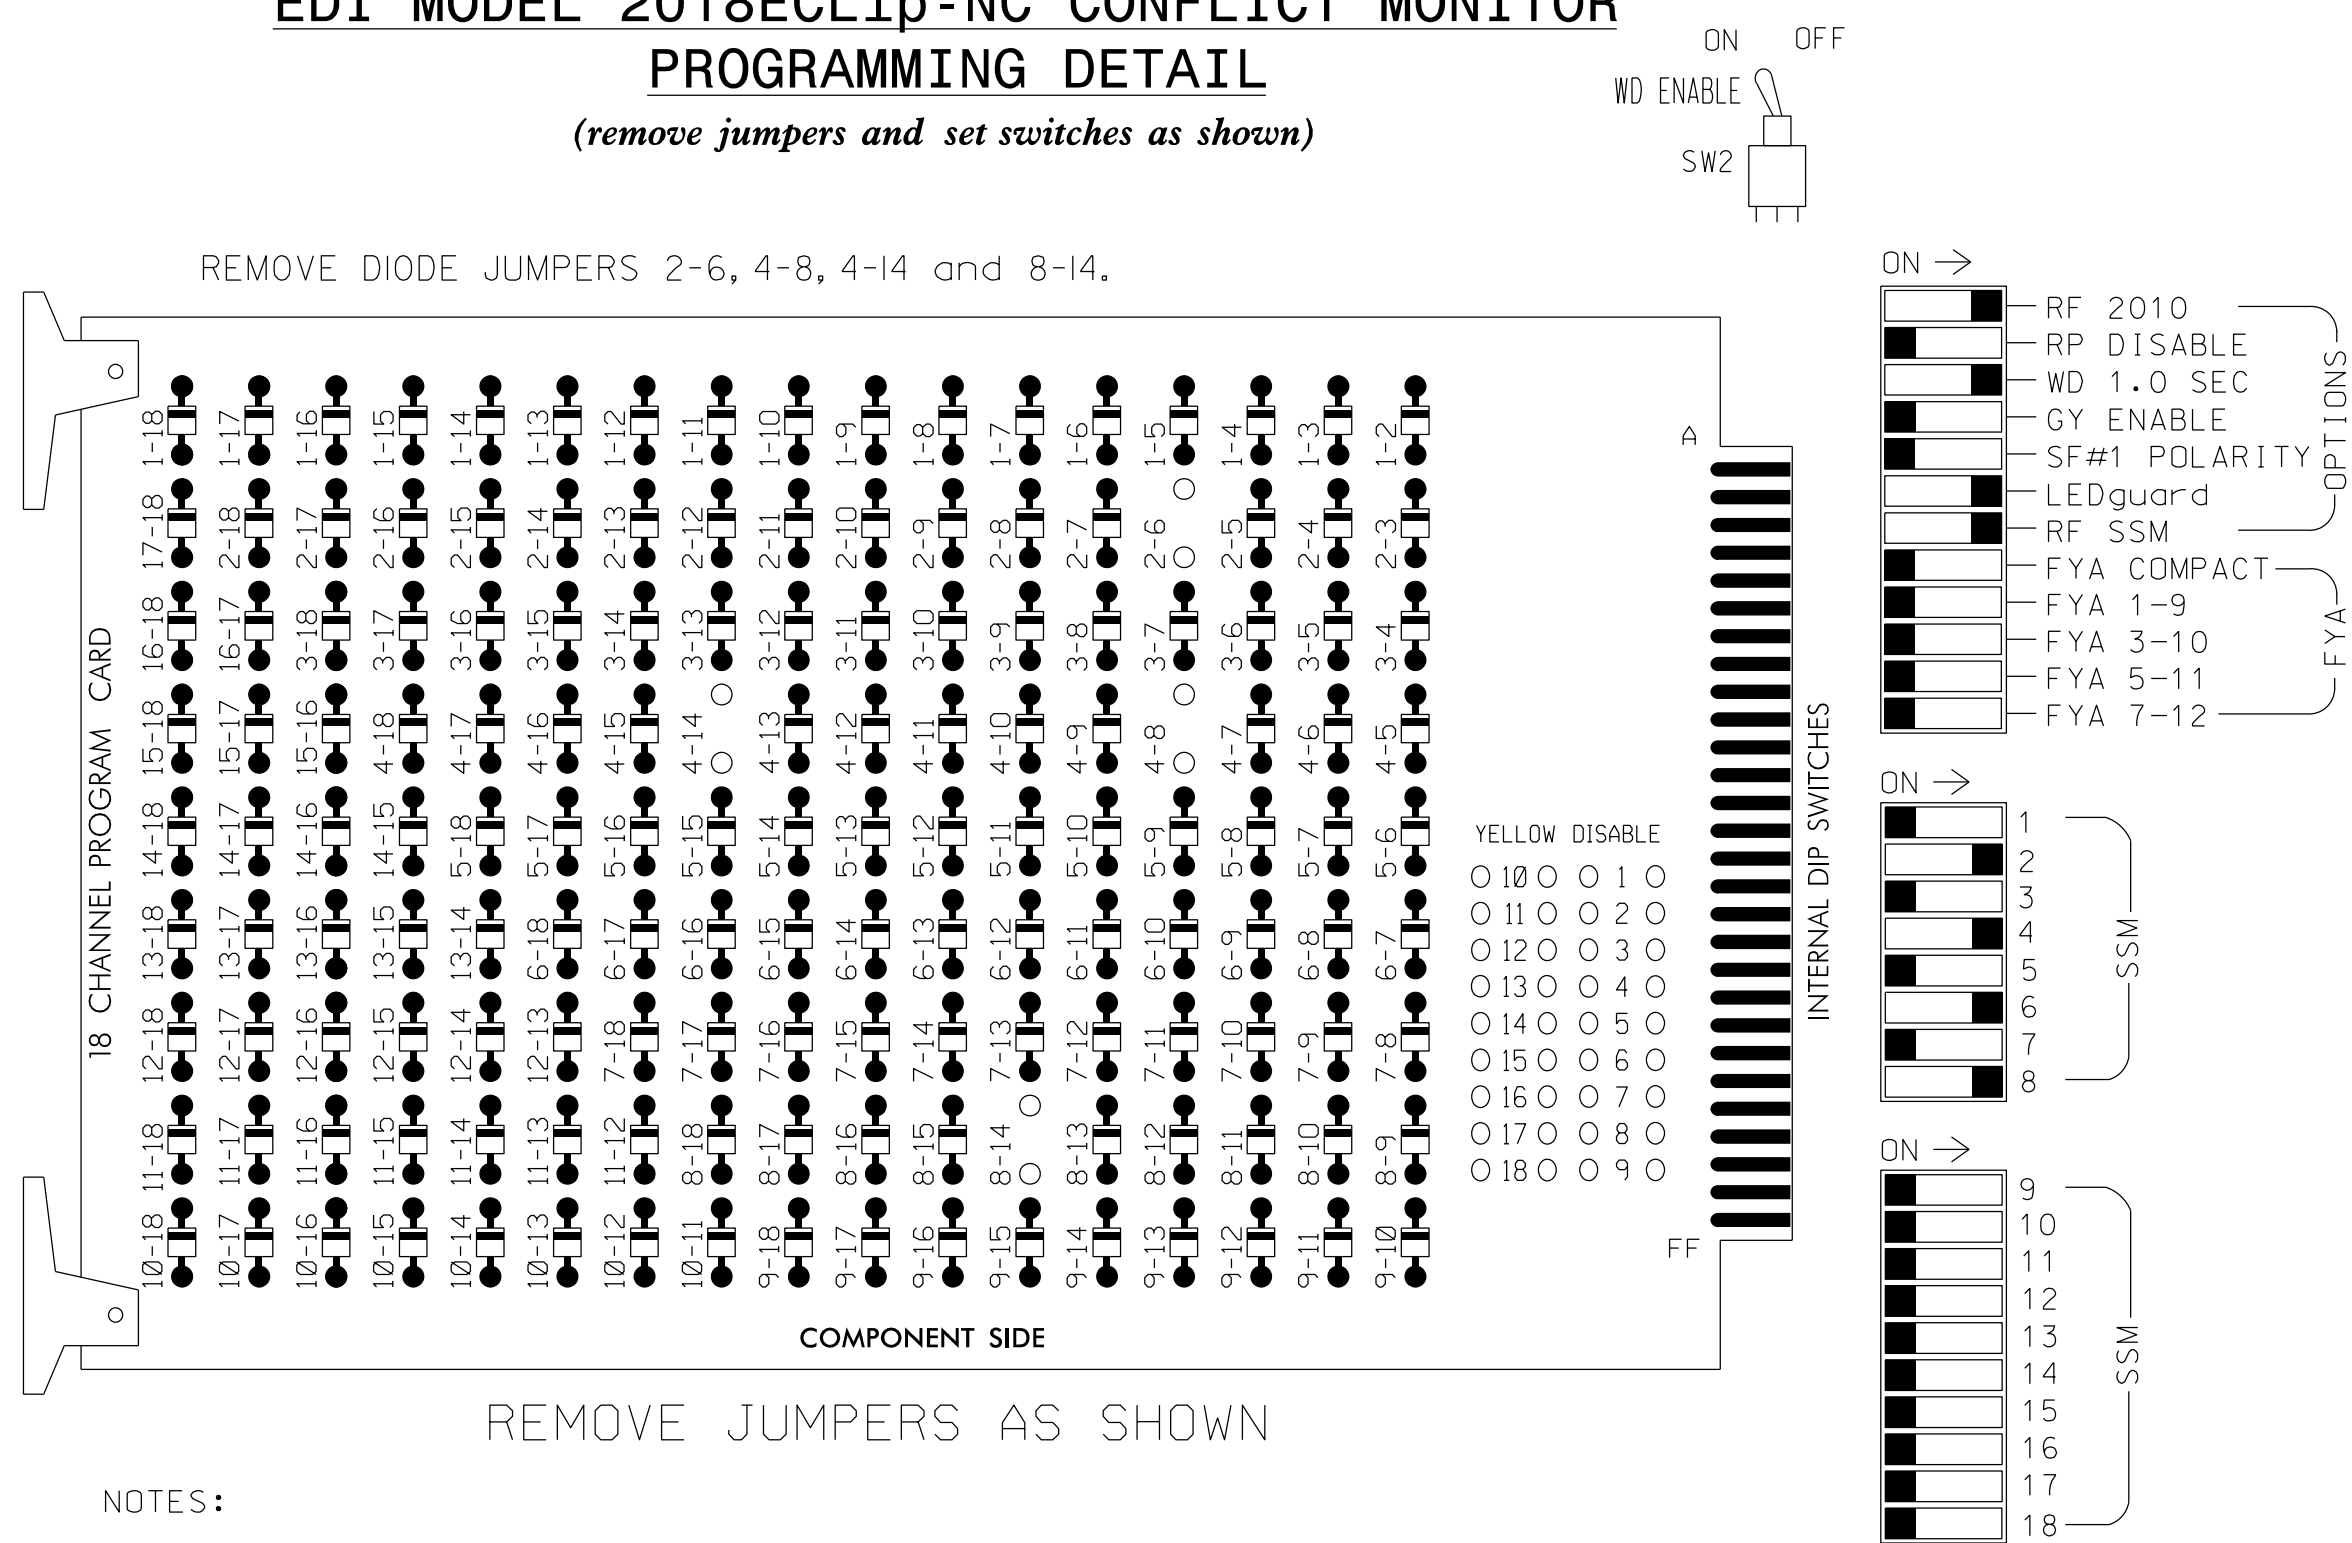 EDI MODEL 2018ECLip-NC CONFLICT MONITOR
PROGRAMMING DETAIL
(remove jumpers and set switches as shown)
ON OFF
WD ENABLE
SW2
REMOVE DIODE JUMPERS 2-6, 4-8, 4-14 and 8-14.
18 CHANNEL PROGRAM CARD
1-18 1-17 1-16 1-15 1-14 1-13 1-12 1-11 1-10 1-9 1-8 1-7 1-6 1-5 1-4 1-3 1-2
17-18 2-18 2-17 2-16 2-15 2-14 2-13 2-12 2-11 2-10 2-9 2-8 2-7 2-6 2-5 2-4 2-3
16-18 16-17 3-18 3-17 3-16 3-15 3-14 3-13 3-12 3-11 3-10 3-9 3-8 3-7 3-6 3-5 3-4
15-18 15-17 15-16 4-18 4-17 4-16 4-15 4-14 4-13 4-12 4-11 4-10 4-9 4-8 4-7 4-6 4-5
14-18 14-17 14-16 14-15 5-18 5-17 5-16 5-15 5-14 5-13 5-12 5-11 5-10 5-9 5-8 5-7 5-6
13-18 13-17 13-16 13-15 13-14 6-18 6-17 6-16 6-15 6-14 6-13 6-12 6-11 6-10 6-9 6-8 6-7
12-18 12-17 12-16 12-15 12-14 12-13 7-18 7-17 7-16 7-15 7-14 7-13 7-12 7-11 7-10 7-9 7-8
11-18 11-17 11-16 11-15 11-14 11-13 11-12 8-18 8-17 8-16 8-15 8-14 8-13 8-12 8-11 8-10 8-9
10-18 10-17 10-16 10-15 10-14 10-13 10-12 10-11 9-18 9-17 9-16 9-15 9-14 9-13 9-12 9-11 9-10
YELLOW DISABLE
10 1
11 2
12 3
13 4
14 5
15 6
16 7
17 8
18 9
A
FF
COMPONENT SIDE
INTERNAL DIP SWITCHES
ON
RF 2010
RP DISABLE
WD 1.0 SEC
GY ENABLE
SF#1 POLARITY
LEDguard
RF SSM
OPTIONS
FYA COMPACT
FYA 1-9
FYA 3-10
FYA 5-11
FYA 7-12
FYA
ON
1
2
3
4
5
6
7
8
SSM
ON
9
10
11
12
13
14
15
16
17
18
SSM
REMOVE JUMPERS AS SHOWN
NOTES: